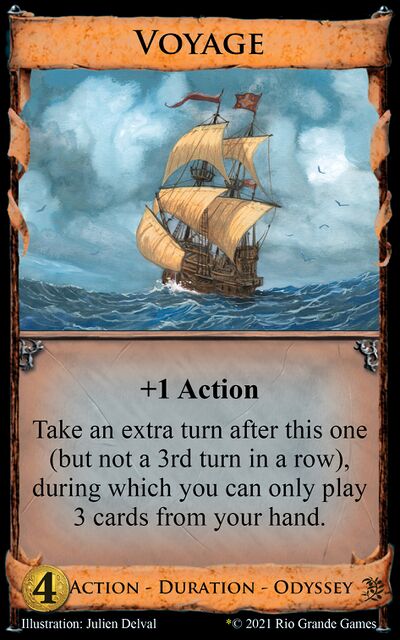 VOYAGE
+1 Action
Take an extra turn after this one
(but not a 3rd turn in a row),
during which you can only play
3 cards from your hand.
4 ACTION - DURATION - ODYSSEY
Illustration: Julien Delval *© 2021 Rio Grande Games